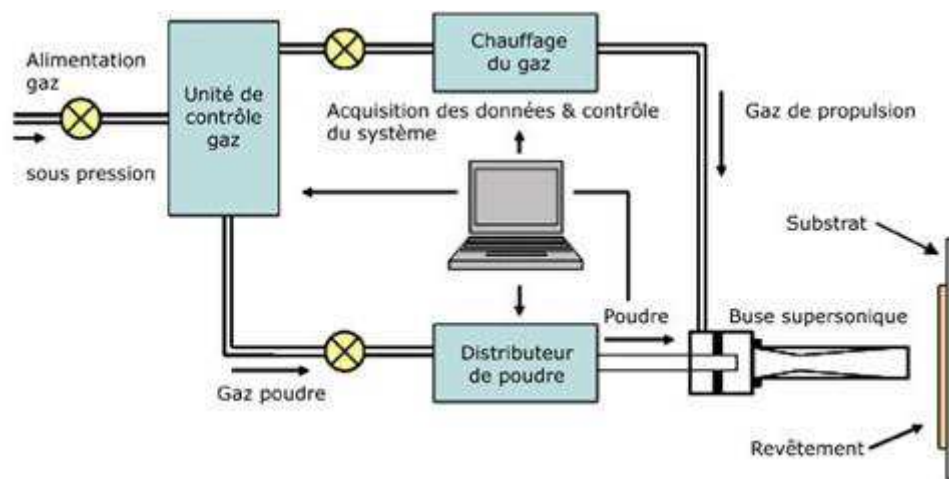 Alimentation
gaz
sous pression
Unité de
contrôle
gaz
Chauffage
du gaz
Acquisition des données & contrôle
du système
Gaz de propulsion
Substrat
Poudre
Buse supersonique
Distributeur
de poudre
Gaz poudre
Revêtement